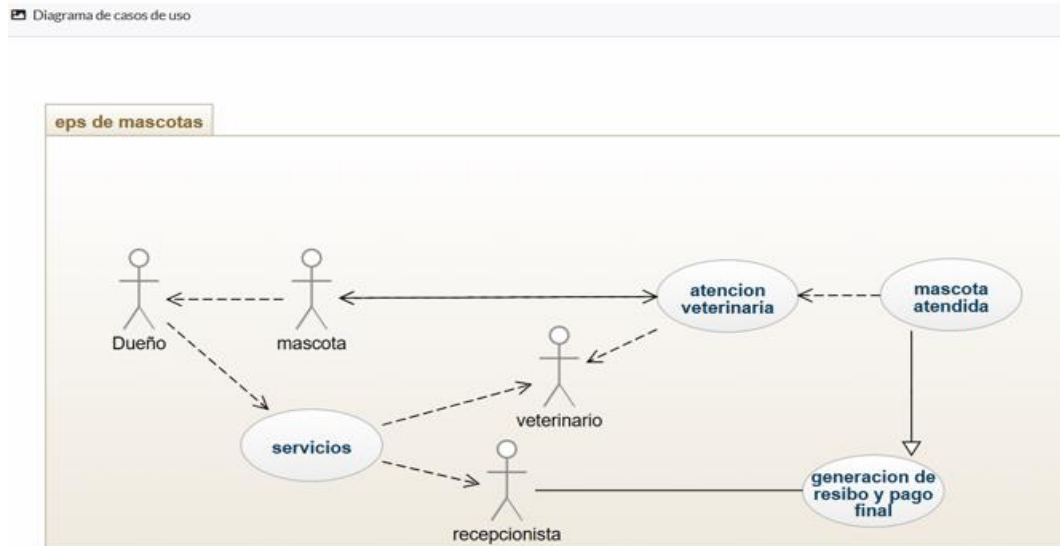 Diagrama de casos de uso
eps de mascotas
Dueño
mascota
atencion
veterinaria
mascota
atendida
veterinario
servicios
recepcionista
generacion de
resibo y pago
final